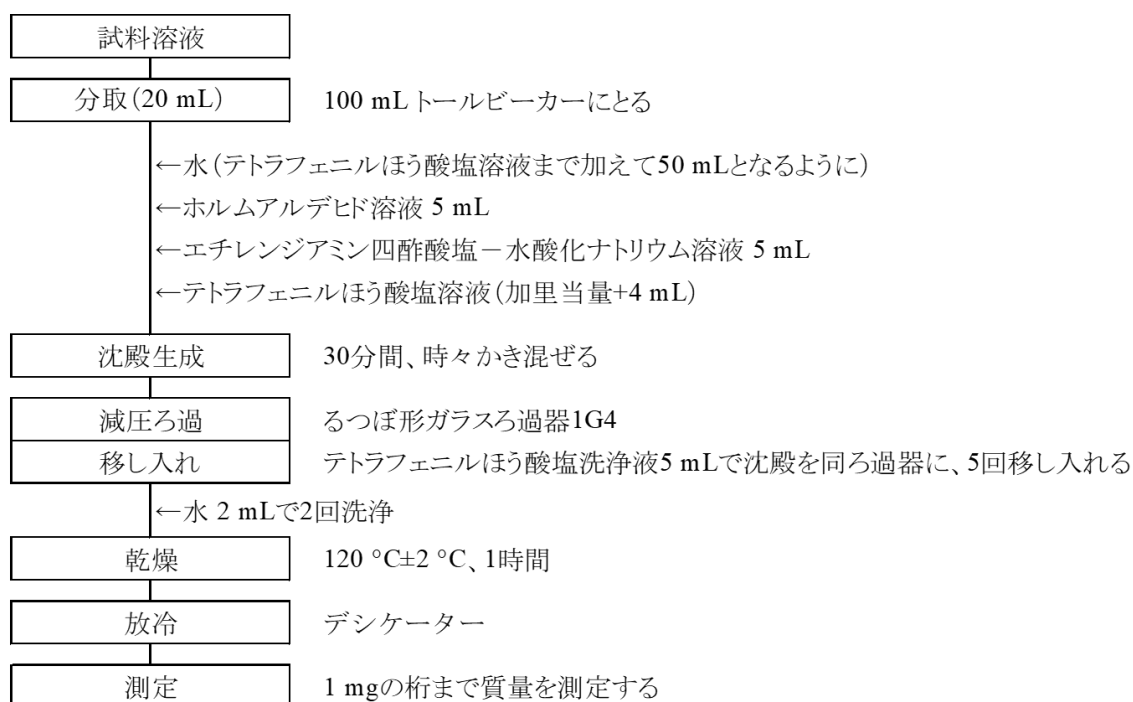 試料溶液
分取(20 mL) 100 mL トールビーカーにとる
←水(テトラフェニルほう酸塩溶液まで加えて50 mLとなるように)
←ホルムアルデヒド溶液 5 mL
←エチレンジアミン四酢酸塩－水酸化ナトリウム溶液 5 mL
←テトラフェニルほう酸塩溶液(加里当量+4 mL)
沈殿生成 30分間、時々かき混ぜる
減圧ろ過 るつぼ形ガラスろ過器1G4
移し入れ テトラフェニルほう酸塩洗浄液5 mLで沈殿を同ろ過器に、5回移し入れる
←水 2 mLで2回洗浄
乾燥 120 °C±2 °C、1時間
放冷 デシケーター
測定 1 mgの桁まで質量を測定する